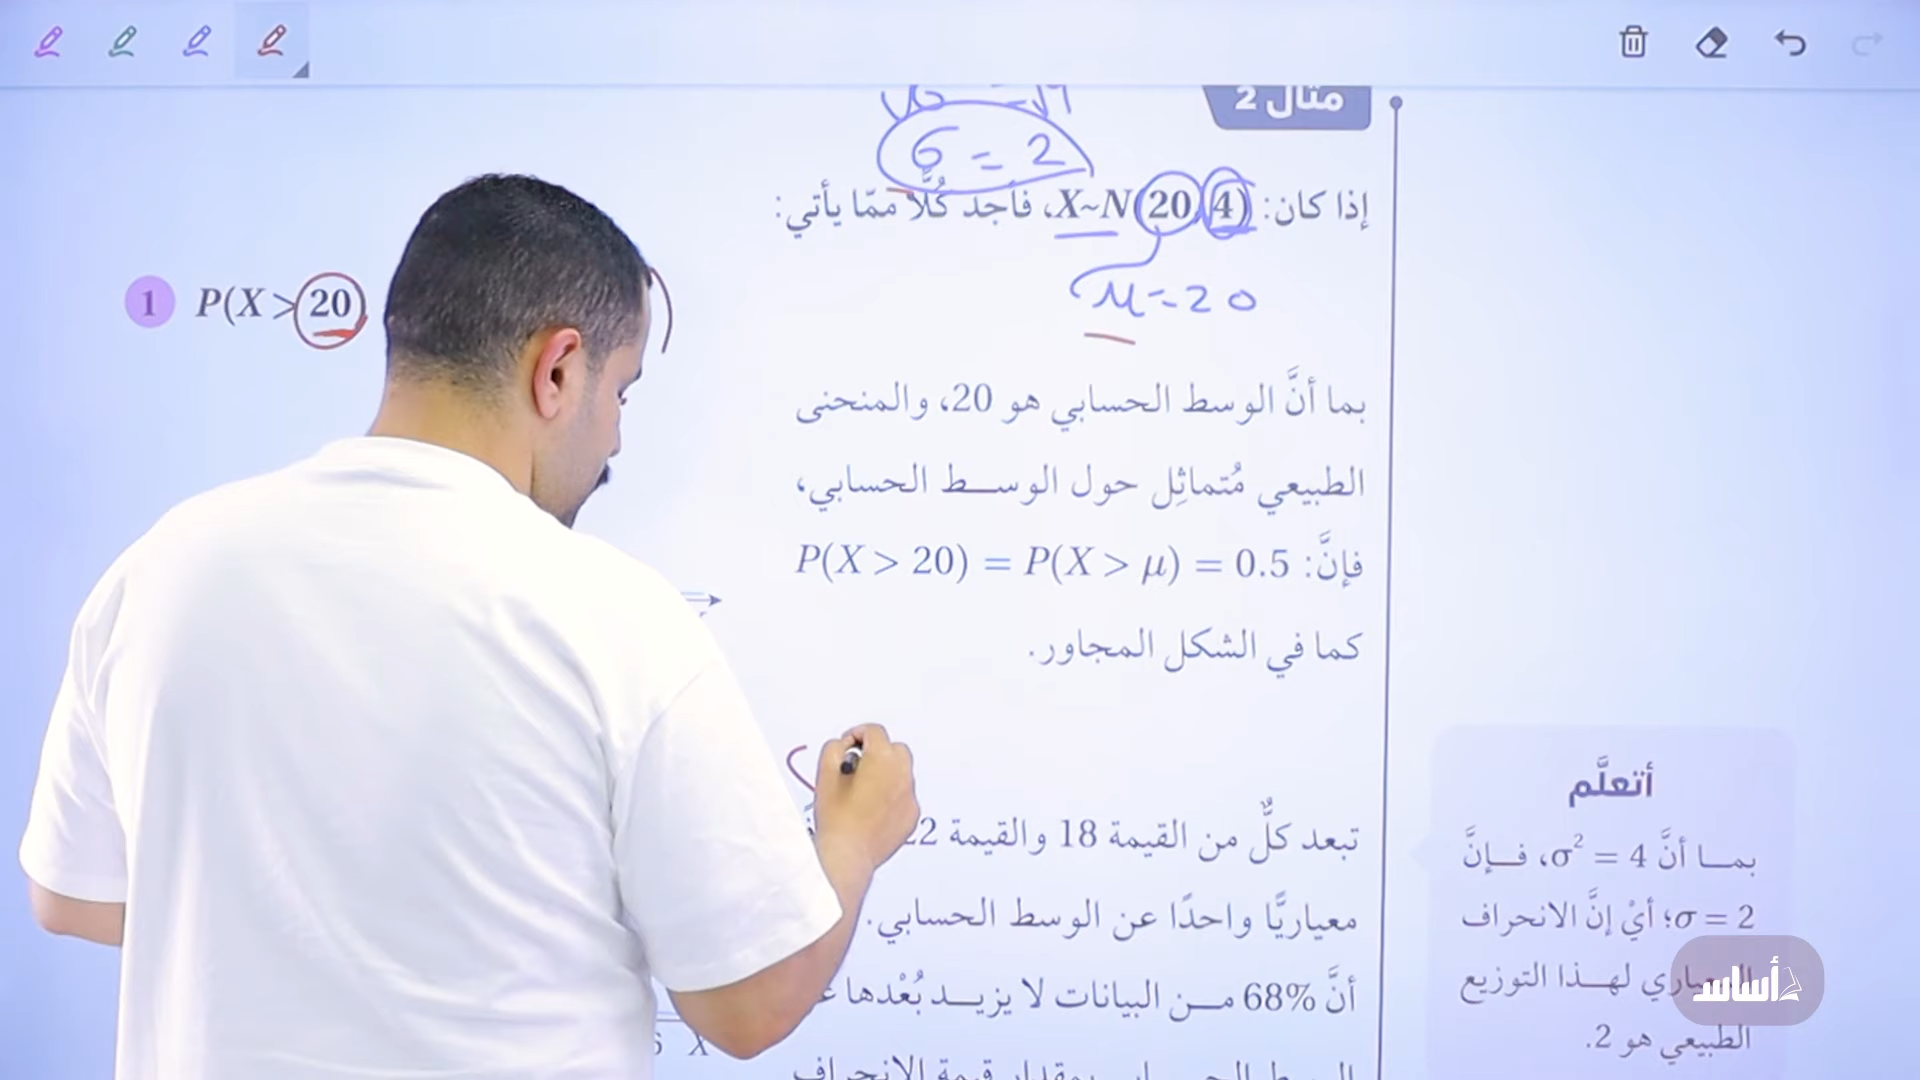 مثال 2
σ = 2
إذا كان: X~N(20, 4)، فأجد كُلًّا ممّا يأتي:
1 P(X > 20
μ = 20
بما أنَّ الوسط الحسابي هو 20، والمنحنى
الطبيعي مُتماثِل حول الوسط الحسابي،
فإنَّ: P(X > 20) = P(X > μ) = 0.5
كما في الشكل المجاور.
تبعد كلٌّ من القيمة 18 والقيمة 22
معياريًّا واحدًا عن الوسط الحسابي.
أنَّ 68% من البيانات لا يزيد بُعْدها
X
أتعلَّم
بما أنَّ σ² = 4، فإنَّ
σ = 2؛ أيْ إنَّ الانحراف
المعياري لهذا التوزيع
الطبيعي هو 2.
أساس